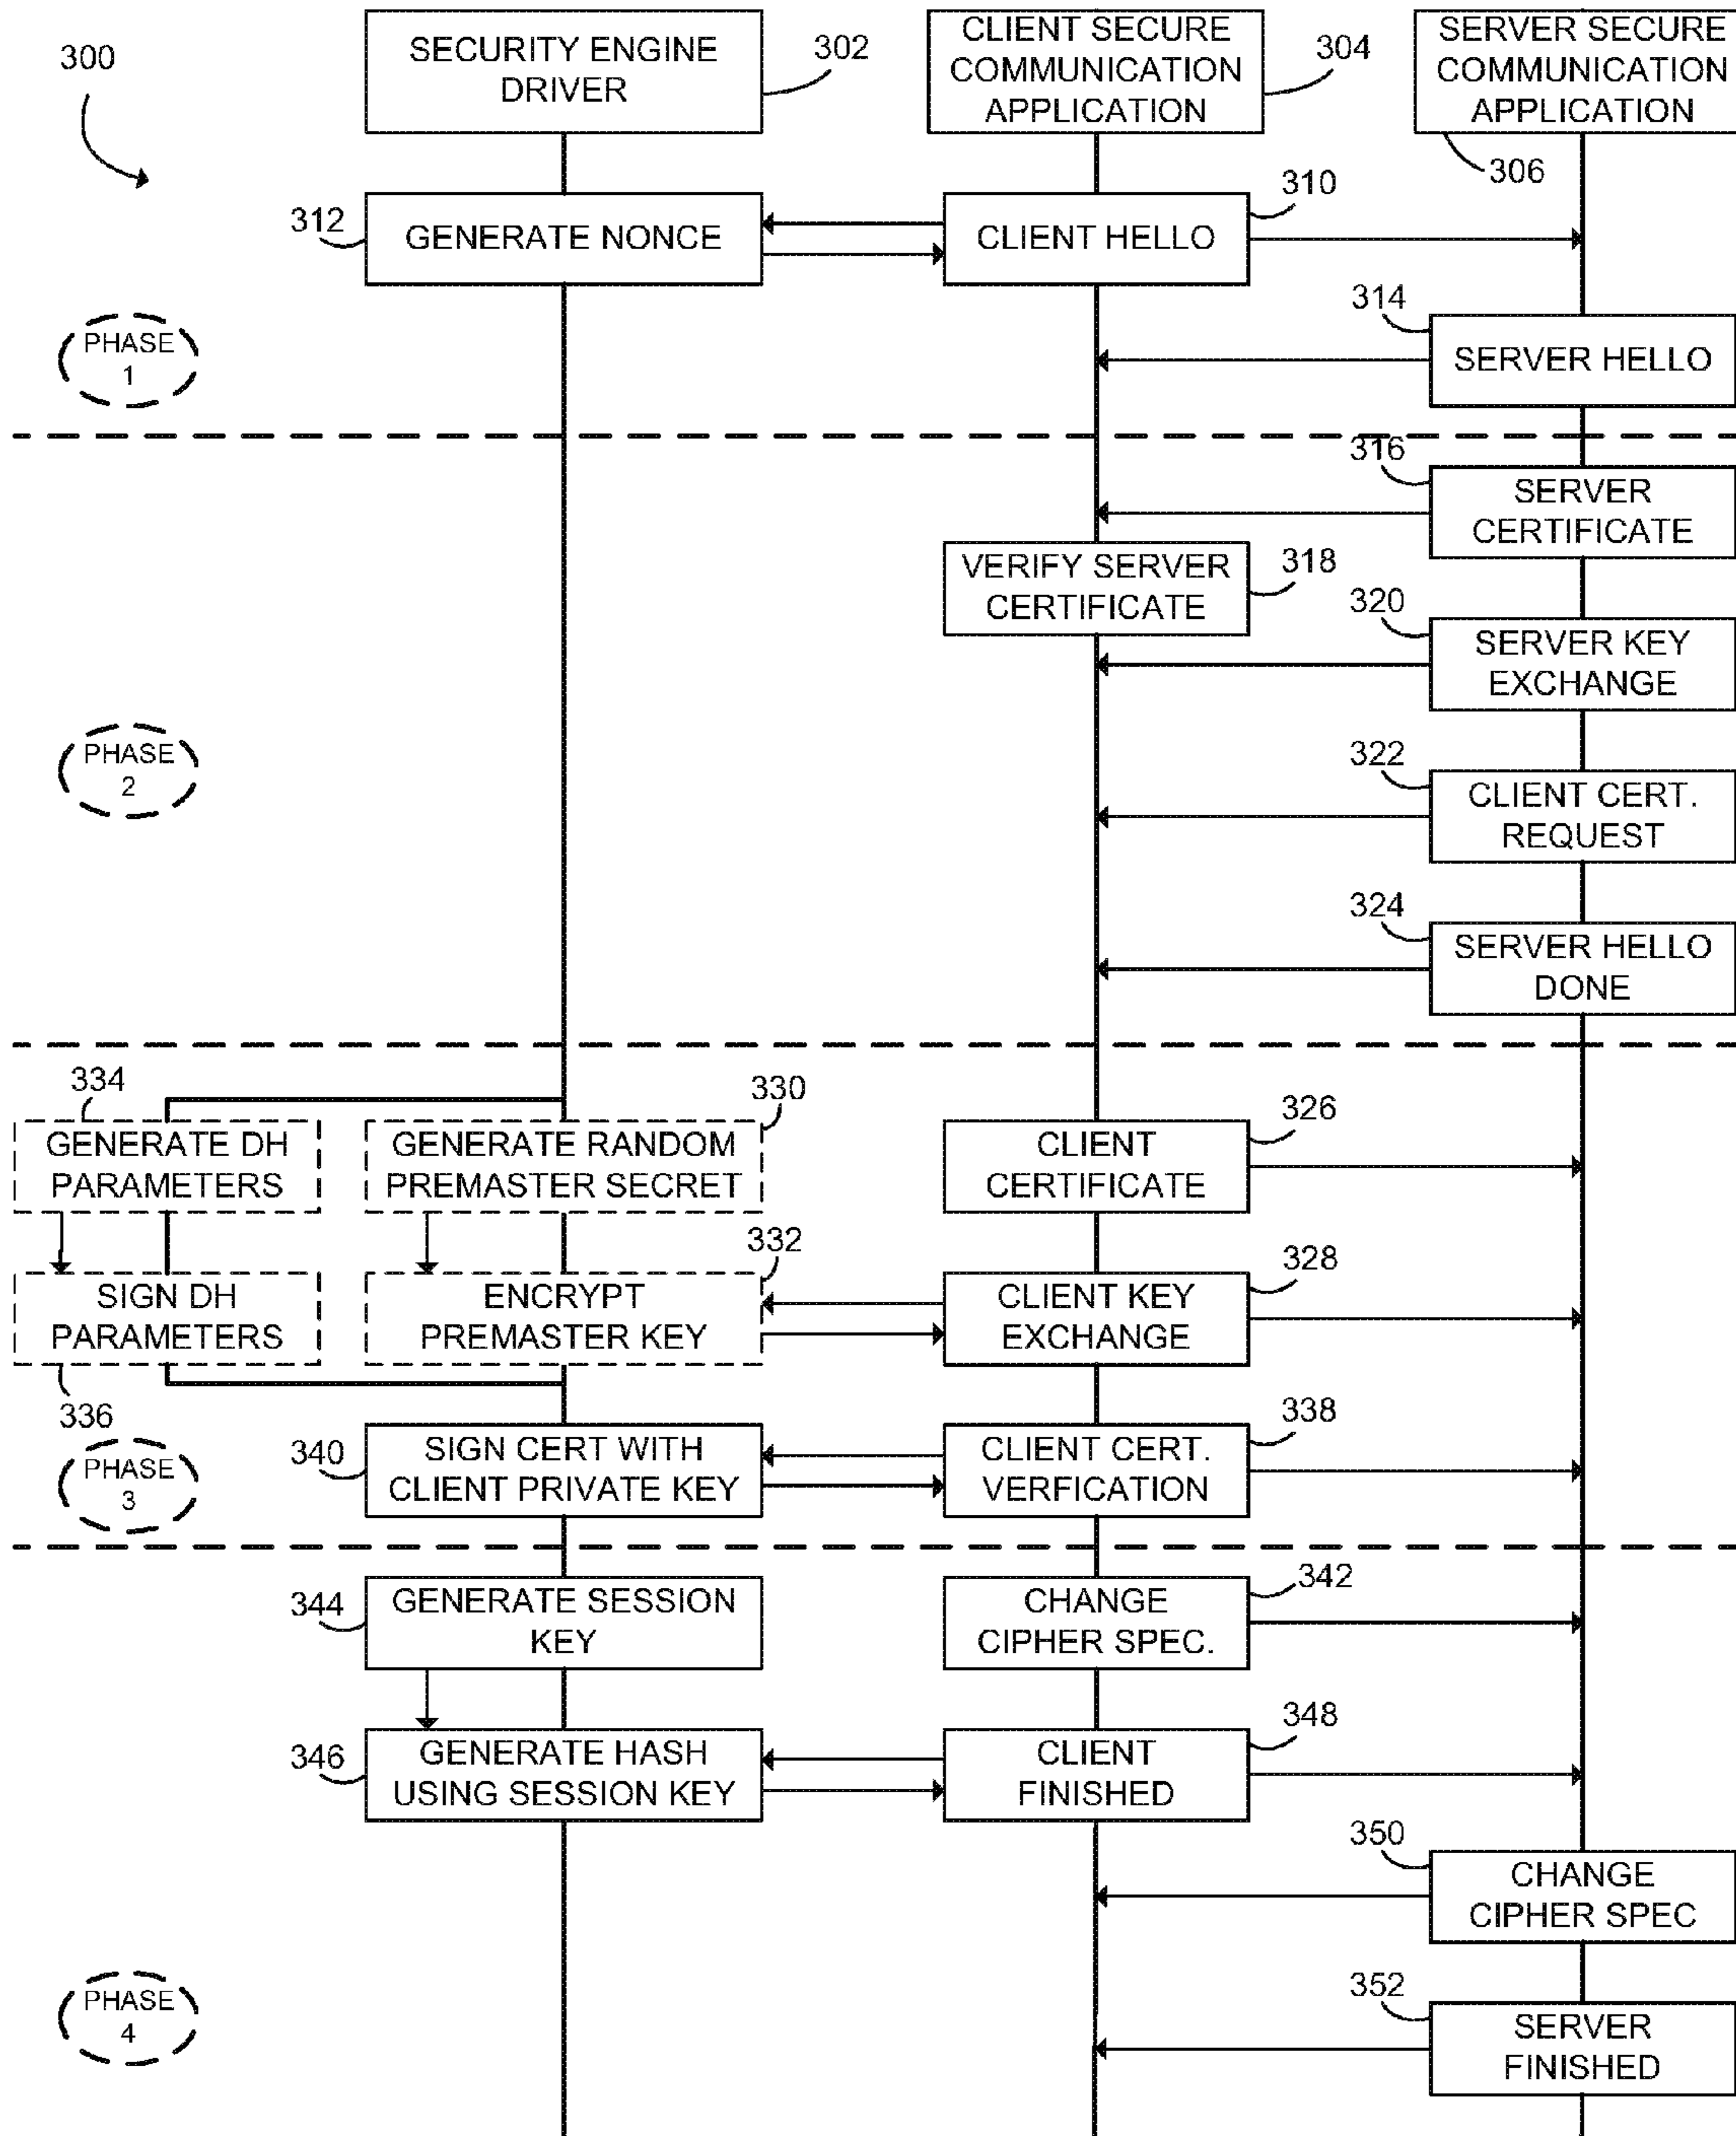 300
SECURITY ENGINE
DRIVER
302
CLIENT SECURE
COMMUNICATION
APPLICATION
304
SERVER SECURE
COMMUNICATION
APPLICATION
306
312
GENERATE NONCE
310
CLIENT HELLO
314
SERVER HELLO
PHASE
1
316
SERVER
CERTIFICATE
VERIFY SERVER
CERTIFICATE
318
320
SERVER KEY
EXCHANGE
PHASE
2
322
CLIENT CERT.
REQUEST
324
SERVER HELLO
DONE
334
GENERATE DH
PARAMETERS
330
GENERATE RANDOM
PREMASTER SECRET
326
CLIENT
CERTIFICATE
SIGN DH
PARAMETERS
336
332
ENCRYPT
PREMASTER KEY
328
CLIENT KEY
EXCHANGE
PHASE
3
340
SIGN CERT WITH
CLIENT PRIVATE KEY
338
CLIENT CERT.
VERFICATION
344
GENERATE SESSION
KEY
342
CHANGE
CIPHER SPEC.
346
GENERATE HASH
USING SESSION KEY
348
CLIENT
FINISHED
350
CHANGE
CIPHER SPEC
PHASE
4
352
SERVER
FINISHED